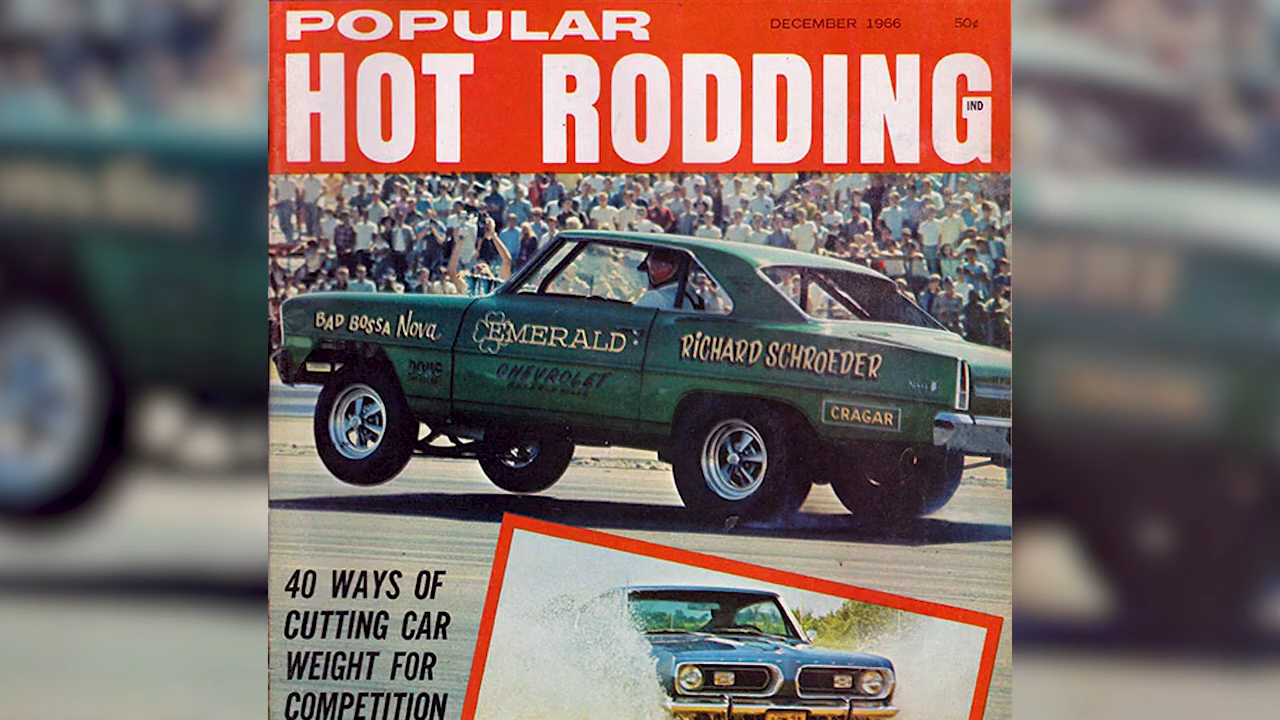 POPULAR
DECEMBER 1966 50¢
HOT RODDING
IND
BAD BOSSA Nova
EMERALD
RICHARD SCHROEDER
CHEVROLET
CRAGAR
40 WAYS OF
CUTTING CAR
WEIGHT FOR
COMPETITION